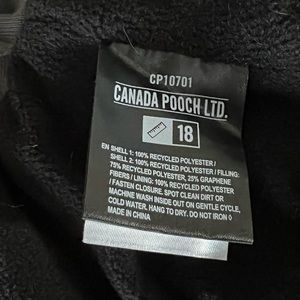 CP10701
CANADA POOCH LTD.
18
EN SHELL 1: 100% RECYCLED POLYESTER /
SHELL 2: 100% RECYCLED POLYESTER / FILLING:
75% RECYCLED POLYESTER, 25% GRAPHENE
FIBERS / LINING: 100% RECYCLED POLYESTER
/ FASTEN CLOSURE. SPOT CLEAN DIRT OR
MACHINE WASH INSIDE OUT ON GENTLE CYCLE,
COLD WATER. HANG TO DRY. DO NOT IRON ◊
MADE IN CHINA